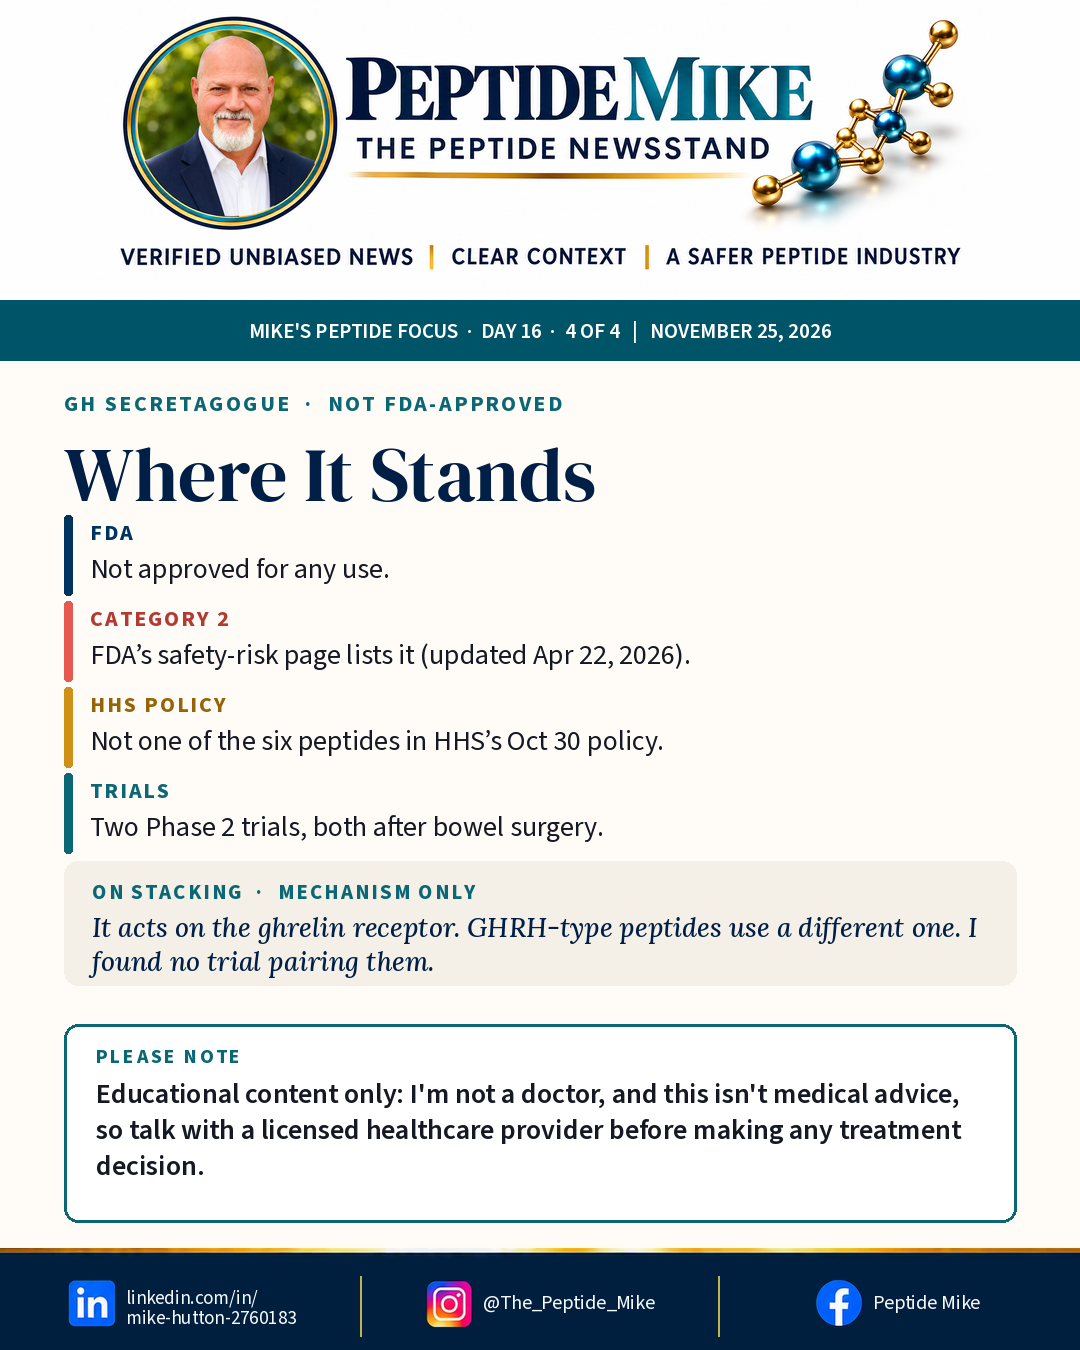 PEPTIDEMIKE
THE PEPTIDE NEWSSTAND
VERIFIED UNBIASED NEWS | CLEAR CONTEXT | A SAFER PEPTIDE INDUSTRY
MIKE'S PEPTIDE FOCUS · DAY 16 · 4 OF 4 | NOVEMBER 25, 2026
GH SECRETAGOGUE · NOT FDA-APPROVED
Where It Stands
FDA
Not approved for any use.
CATEGORY 2
FDA’s safety-risk page lists it (updated Apr 22, 2026).
HHS POLICY
Not one of the six peptides in HHS’s Oct 30 policy.
TRIALS
Two Phase 2 trials, both after bowel surgery.
ON STACKING · MECHANISM ONLY
It acts on the ghrelin receptor. GHRH-type peptides use a different one. I
found no trial pairing them.
PLEASE NOTE
Educational content only: I'm not a doctor, and this isn't medical advice,
so talk with a licensed healthcare provider before making any treatment
decision.
linkedin.com/in/
mike-hutton-2760183
@The_Peptide_Mike
Peptide Mike